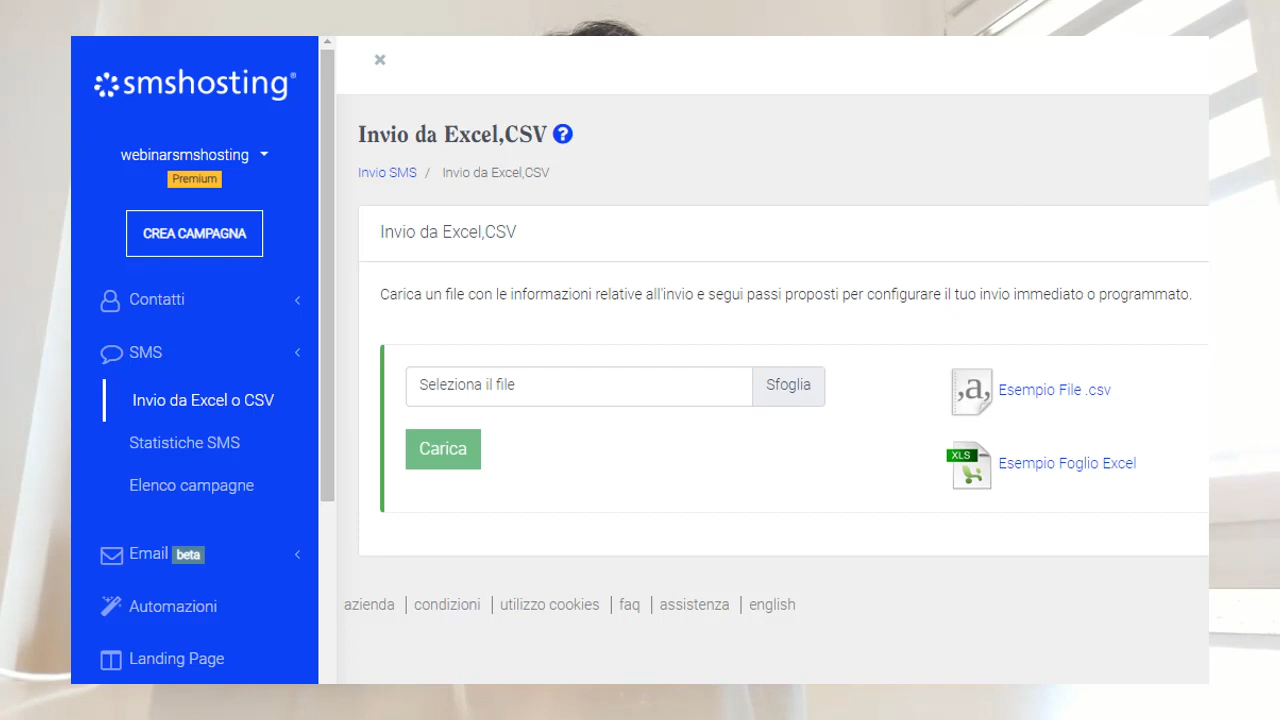 smshosting®
webinarsmshosting
Premium
CREA CAMPAGNA
Contatti
SMS
Invio da Excel o CSV
Statistiche SMS
Elenco campagne
Email beta
Automazioni
Landing Page
Invio da Excel,CSV ?
Invio SMS / Invio da Excel,CSV
Invio da Excel,CSV
Carica un file con le informazioni relative all'invio e segui passi proposti per configurare il tuo invio immediato o programmato.
Seleziona il file Sfoglia
Carica
,a, Esempio File .csv
XLS Esempio Foglio Excel
azienda | condizioni | utilizzo cookies | faq | assistenza | english